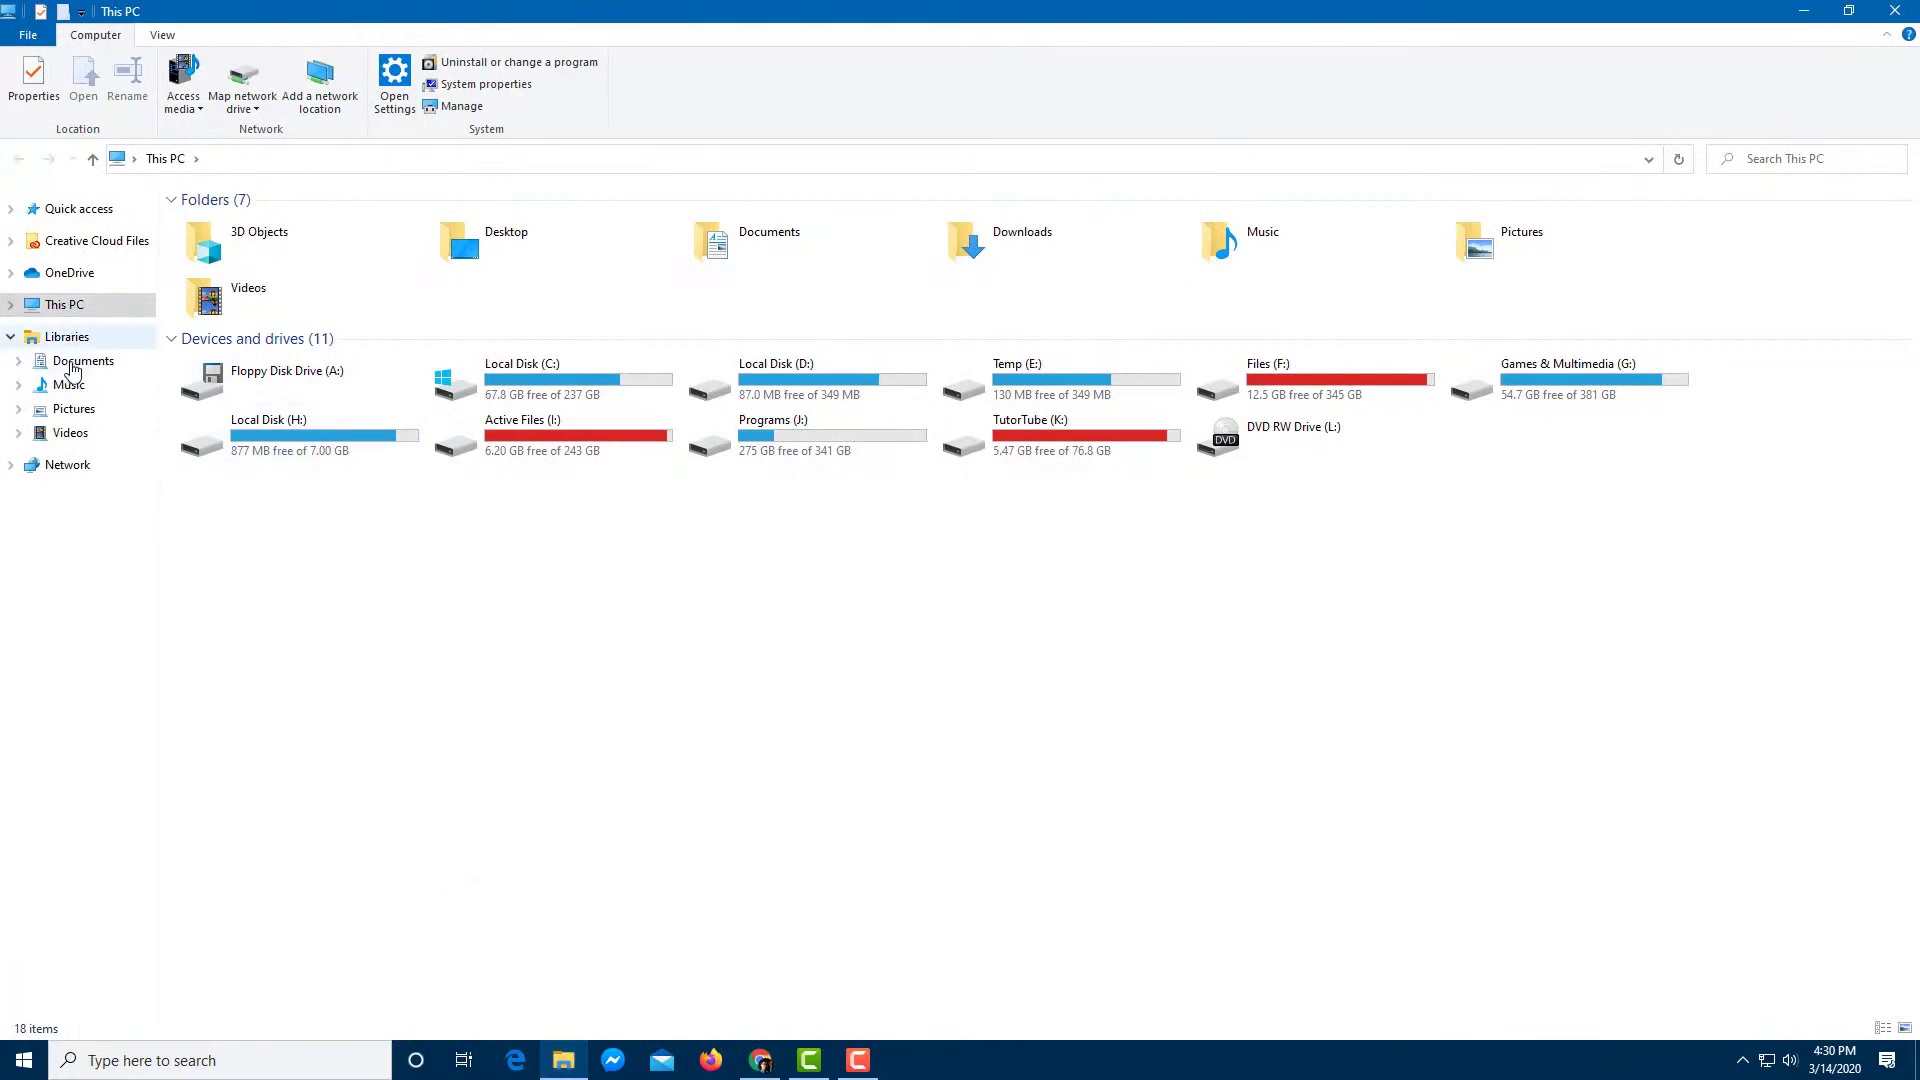 This PC
File Computer View
Properties Open Rename Access media Map network drive Add a network location Open Settings Uninstall or change a program
System properties
Manage
Location Network System
This PC
Search This PC
Quick access
Creative Cloud Files
OneDrive
This PC
Libraries
Documents
Music
Pictures
Videos
Network
Folders (7)
3D Objects Desktop Documents Downloads Music Pictures
Videos
Devices and drives (11)
Floppy Disk Drive (A:)
Local Disk (C:)
67.8 GB free of 237 GB
Local Disk (D:)
87.0 MB free of 349 MB
Temp (E:)
130 MB free of 349 MB
Files (F:)
12.5 GB free of 345 GB
Games & Multimedia (G:)
54.7 GB free of 381 GB
Local Disk (H:)
877 MB free of 7.00 GB
Active Files (I:)
6.20 GB free of 243 GB
Programs (J:)
275 GB free of 341 GB
TutorTube (K:)
5.47 GB free of 76.8 GB
DVD RW Drive (L:)
DVD
18 items
Type here to search
4:30 PM
3/14/2020